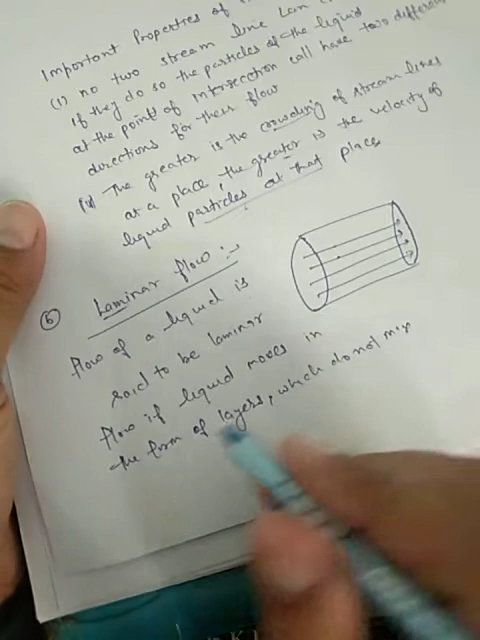 Important Properties of
(1) no two stream line can
If they do so the particles of the liquid
at the point of intersection call have two different
directions for their flow
(ii) The greater is the crowding of stream lines
at a place, the greater is the velocity of
liquid particles at that place
(b) Laminar flow :-
flow of a liquid is
said to be laminar
flow if liquid moves in
the form of layers, which do not mix